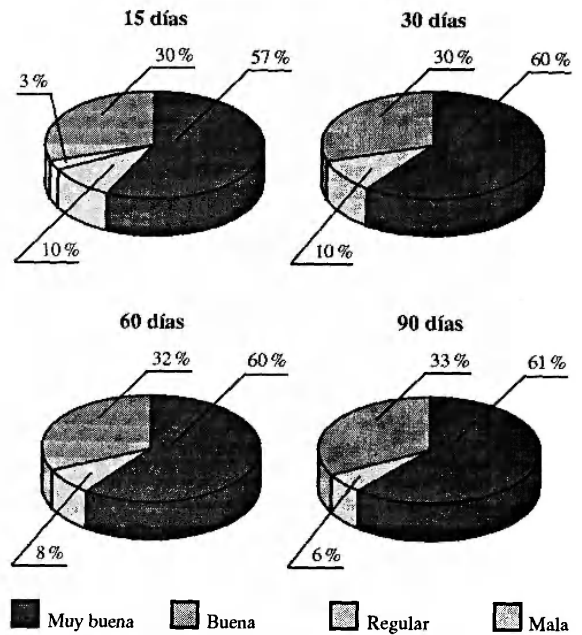 15 días
30 días
30 %
57 %
30 %
60 %
3 %
10 %
10 %
60 días
90 días
32 %
60 %
33 %
61 %
8 %
6 %
Muy buena
Buena
Regular
Mala